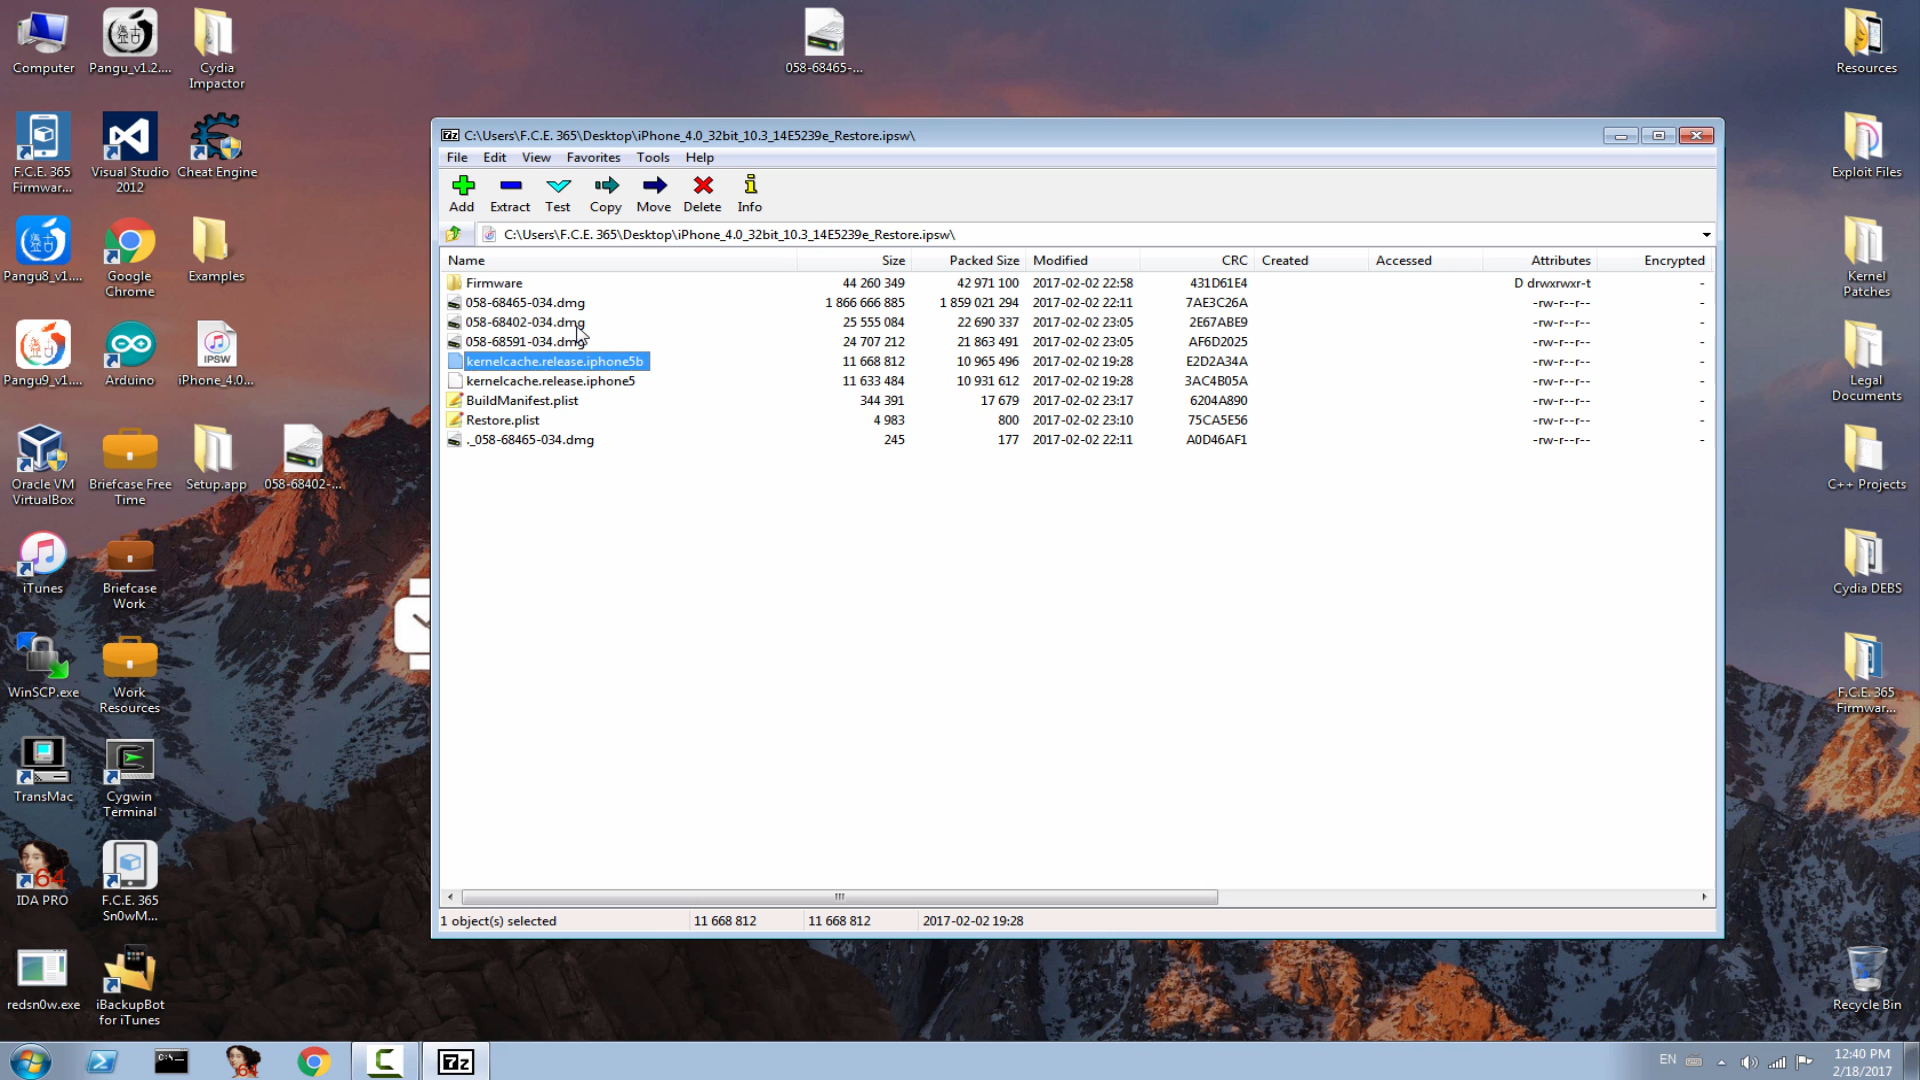 Computer
Pangu_v1.2....
Cydia
Impactor
058-68465-...
Resources
F.C.E. 365
Firmwar...
Visual Studio
2012
Cheat Engine
Exploit Files
Pangu8_v1....
Google
Chrome
Examples
Kernel
Patches
Pangu9_v1....
Arduino
IPSW
iPhone_4.0...
Legal
Documents
Oracle VM
VirtualBox
Briefcase Free
Time
Setup.app
058-68402-...
C++ Projects
iTunes
Briefcase
Work
Cydia DEBS
WinSCP.exe
Work
Resources
F.C.E. 365
Firmwar...
TransMac
Cygwin
Terminal
64
IDA PRO
F.C.E. 365
Sn0wM...
redsn0w.exe
iBackupBot
for iTunes
Recycle Bin
7z C:\Users\F.C.E. 365\Desktop\iPhone_4.0_32bit_10.3_14E5239e_Restore.ipsw\
File Edit View Favorites Tools Help
Add Extract Test Copy Move Delete Info
C:\Users\F.C.E. 365\Desktop\iPhone_4.0_32bit_10.3_14E5239e_Restore.ipsw\
Name Size Packed Size Modified CRC Created Accessed Attributes Encrypted
Firmware 44 260 349 42 971 100 2017-02-02 22:58 431D61E4 D drwxrwxr-t -
058-68465-034.dmg 1 866 666 885 1 859 021 294 2017-02-02 22:11 7AE3C26A -rw-r--r-- -
058-68402-034.dmg 25 555 084 22 690 337 2017-02-02 23:05 2E67ABE9 -rw-r--r-- -
058-68591-034.dmg 24 707 212 21 863 491 2017-02-02 23:05 AF6D2025 -rw-r--r-- -
kernelcache.release.iphone5b 11 668 812 10 965 496 2017-02-02 19:28 E2D2A34A -rw-r--r-- -
kernelcache.release.iphone5 11 633 484 10 931 612 2017-02-02 19:28 3AC4B05A -rw-r--r-- -
BuildManifest.plist 344 391 17 679 2017-02-02 23:17 6204A890 -rw-r--r-- -
Restore.plist 4 983 800 2017-02-02 23:10 75CA5E56 -rw-r--r-- -
._058-68465-034.dmg 245 177 2017-02-02 22:11 A0D46AF1 -rw-r--r-- -
1 object(s) selected 11 668 812 11 668 812 2017-02-02 19:28
C:\_
64
7z
EN
12:40 PM
2/18/2017